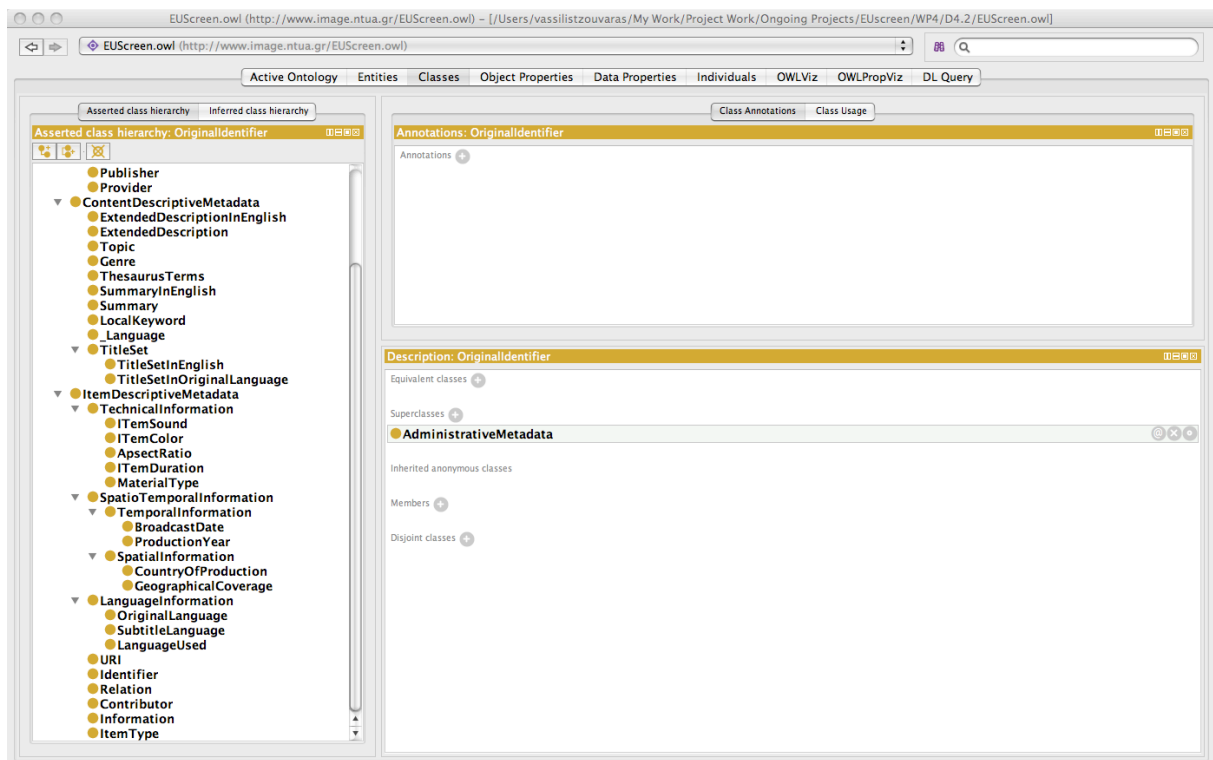 EUScreen.owl (http://www.image.ntua.gr/EUScreen.owl) – [/Users/vassilistzouvaras/My Work/Project Work/Ongoing Projects/EUscreen/WP4/D4.2/EUScreen.owl]
EUScreen.owl (http://www.image.ntua.gr/EUScreen.owl)
Active Ontology Entities Classes Object Properties Data Properties Individuals OWLViz OWLPropViz DL Query
Asserted class hierarchy Inferred class hierarchy
Asserted class hierarchy: OriginalIdentifier
Publisher
Provider
ContentDescriptiveMetadata
ExtendedDescriptionInEnglish
ExtendedDescription
Topic
Genre
ThesaurusTerms
SummaryInEnglish
Summary
LocalKeyword
_Language
TitleSet
TitleSetInEnglish
TitleSetInOriginalLanguage
ItemDescriptiveMetadata
TechnicalInformation
ITemSound
ITemColor
ApsectRatio
ITemDuration
MaterialType
SpatioTemporalInformation
TemporalInformation
BroadcastDate
ProductionYear
SpatialInformation
CountryOfProduction
GeographicalCoverage
LanguageInformation
OriginalLanguage
SubtitleLanguage
LanguageUsed
URI
Identifier
Relation
Contributor
Information
ItemType
Class Annotations Class Usage
Annotations: OriginalIdentifier
Annotations
Description: OriginalIdentifier
Equivalent classes
Superclasses
AdministrativeMetadata
Inherited anonymous classes
Members
Disjoint classes